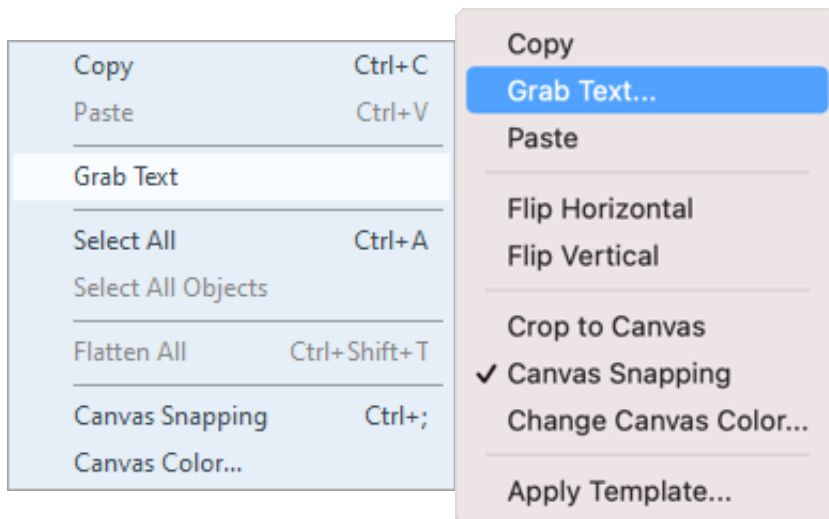 Copy Ctrl+C
Paste Ctrl+V
Grab Text
Select All Ctrl+A
Select All Objects
Flatten All Ctrl+Shift+T
Canvas Snapping Ctrl+;
Canvas Color...
Copy
Grab Text...
Paste
Flip Horizontal
Flip Vertical
Crop to Canvas
✓ Canvas Snapping
Change Canvas Color...
Apply Template...